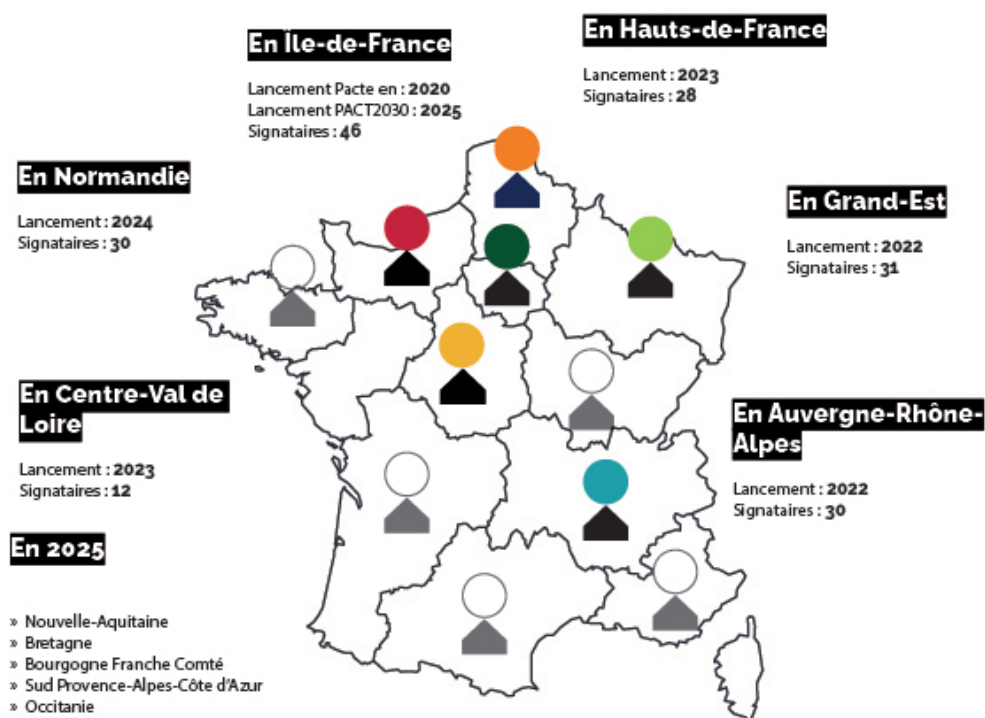 En Île-de-France
Lancement Pacte en : 2020
Lancement PACT2030 : 2025
Signataires : 46
En Hauts-de-France
Lancement : 2023
Signataires : 28
En Normandie
Lancement : 2024
Signataires : 30
En Grand-Est
Lancement : 2022
Signataires : 31
En Centre-Val de
Loire
Lancement : 2023
Signataires : 12
En Auvergne-Rhône-
Alpes
Lancement : 2022
Signataires : 30
En 2025
» Nouvelle-Aquitaine
» Bretagne
» Bourgogne Franche Comté
» Sud Provence-Alpes-Côte d'Azur
» Occitanie